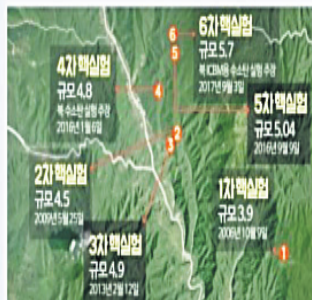 6차 핵실험
규모 5.7
북 ICBM용 수소탄 실험 주장
2017년 9월 3일
6
5
4차 핵실험
규모 4.8
북 수소탄 실험 주장
2016년 1월 6일
4
5차 핵실험
규모 5.04
2016년 9월 9일
2
3
2차 핵실험
규모 4.5
2009년 5월 25일
1차 핵실험
규모 3.9
2006년 10월 9일
1
3차 핵실험
규모 4.9
2013년 2월 12일